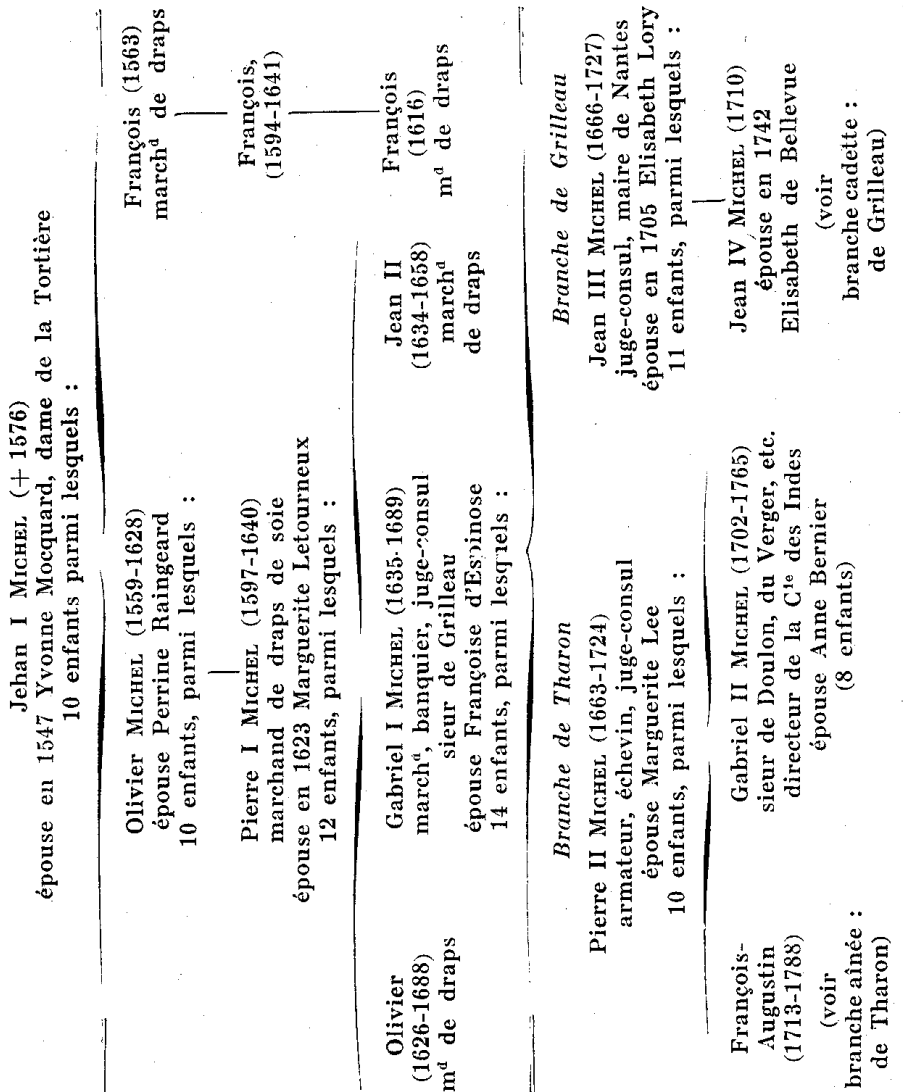 Jehan I MICHEL (+ 1576)
épouse en 1547 Yvonne Mocquard, dame de la Tortière
10 enfants parmi lesquels :
Olivier MICHEL (1559-1628)
épouse Perrine Raingeard
10 enfants, parmi lesquels :
François (1563)
marchᵈ de draps
Pierre I MICHEL (1597-1640)
marchand de draps de soie
épouse en 1623 Marguerite Letourneux
12 enfants, parmi lesquels :
François,
(1594-1641)
Olivier
(1626-1688)
mᵈ de draps
Gabriel I MICHEL (1635-1689)
marchᵈ, banquier, juge-consul
sieur de Grilleau
épouse Françoise d'Espinose
14 enfants, parmi lesquels :
Jean II
(1634-1658)
marchᵈ
de draps
François
(1616)
mᵈ de draps
Branche de Tharon
Pierre II MICHEL (1663-1724)
armateur, échevin, juge-consul
épouse Marguerite Lee
10 enfants, parmi lesquels :
Branche de Grilleau
Jean III MICHEL (1666-1727)
juge-consul, maire de Nantes
épouse en 1705 Elisabeth Lory
11 enfants, parmi lesquels :
François-
Augustin
(1713-1788)
(voir
branche aînée :
de Tharon)
Gabriel II MICHEL (1702-1765)
sieur de Doulon, du Verger, etc.
directeur de la Cⁱᵉ des Indes
épouse Anne Bernier
(8 enfants)
Jean IV MICHEL (1710)
épouse en 1742
Elisabeth de Bellevue
(voir
branche cadette :
de Grilleau)